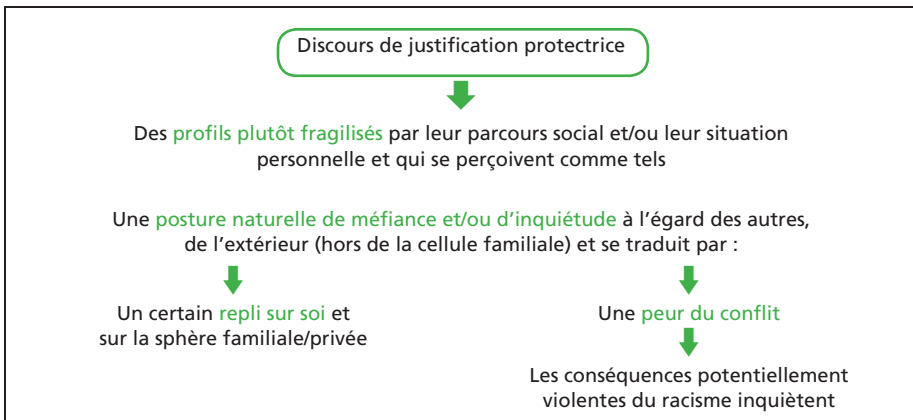 Discours de justification protectrice
Des profils plutôt fragilisés par leur parcours social et/ou leur situation
personnelle et qui se perçoivent comme tels
Une posture naturelle de méfiance et/ou d’inquiétude à l’égard des autres,
de l’extérieur (hors de la cellule familiale) et se traduit par :
Un certain repli sur soi et
sur la sphère familiale/privée
Une peur du conflit
Les conséquences potentiellement
violentes du racisme inquiètent